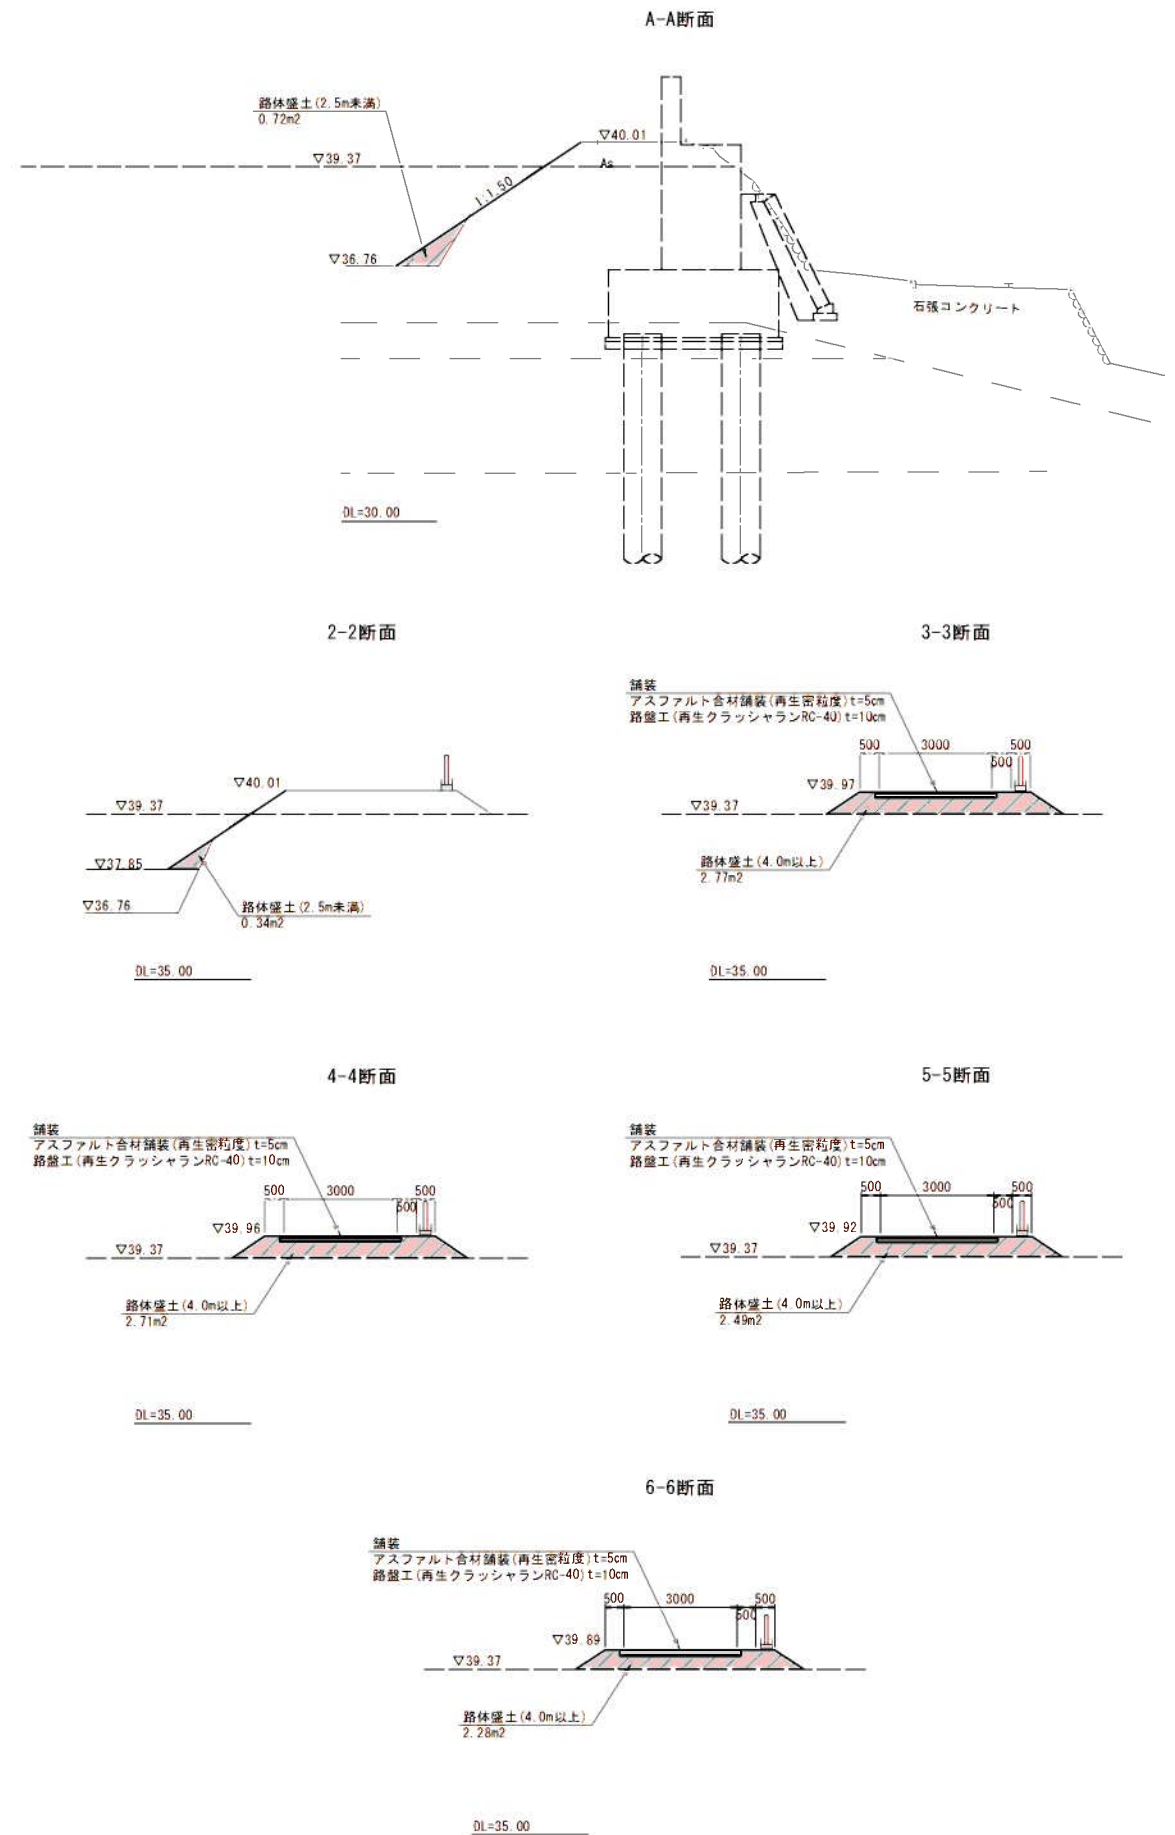 A-A断面
路体盛土(2.5m未満)
0.72m2
▽40.01
▽39.37
As
1:1.50
▽36.76
石張コンクリート
DL=30.00
2-2断面
▽40.01
▽39.37
▽37.85
▽36.76
路体盛土(2.5m未満)
0.34m2
DL=35.00
3-3断面
舗装
アスファルト合材舗装(再生密粒度)t=5cm
路盤工(再生クラッシャランRC-40)t=10cm
500 3000 500
500
▽39.97
▽39.37
路体盛土(4.0m以上)
2.77m2
DL=35.00
4-4断面
舗装
アスファルト合材舗装(再生密粒度)t=5cm
路盤工(再生クラッシャランRC-40)t=10cm
500 3000 500
500
▽39.96
▽39.37
路体盛土(4.0m以上)
2.71m2
DL=35.00
5-5断面
舗装
アスファルト合材舗装(再生密粒度)t=5cm
路盤工(再生クラッシャランRC-40)t=10cm
500 3000 500
500
▽39.92
▽39.37
路体盛土(4.0m以上)
2.49m2
DL=35.00
6-6断面
舗装
アスファルト合材舗装(再生密粒度)t=5cm
路盤工(再生クラッシャランRC-40)t=10cm
500 3000 500
500
▽39.89
▽39.37
路体盛土(4.0m以上)
2.28m2
DL=35.00